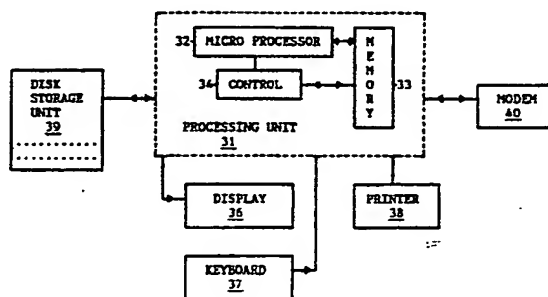 32
MICRO PROCESSOR
MEMORY
33
34
CONTROL
PROCESSING UNIT
31
DISK
STORAGE
UNIT
39
MODEM
40
DISPLAY
36
PRINTER
38
KEYBOARD
37